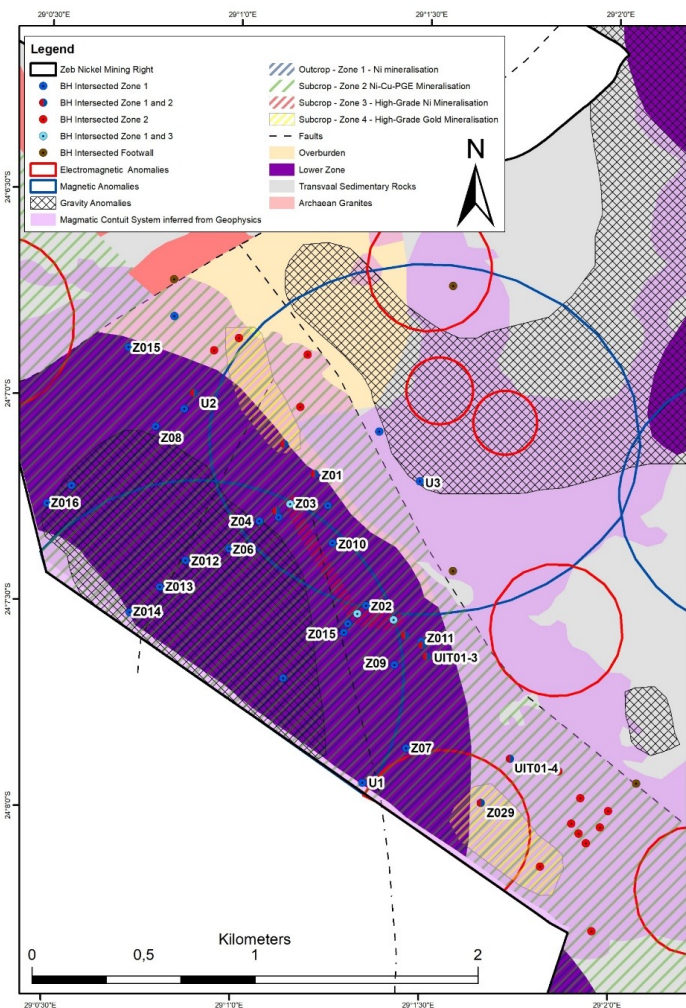 29°0'30"E 29°1'0"E 29°1'30"E 29°2'0"E
Legend
Zeb Nickel Mining Right
BH Intersected Zone 1
BH Intersected Zone 1 and 2
BH Intersected Zone 2
BH Intersected Zone 1 and 3
BH Intersected Footwall
Electromagnetic Anomalies
Magnetic Anomalies
Gravity Anomalies
Magmatic Contuit System inferred from Geophysics
Outcrop - Zone 1 - Ni mineralisation
Subcrop - Zone 2 Ni-Cu-PGE Mineralisation
Subcrop - Zone 3 - High-Grade Ni Mineralisation
Subcrop - Zone 4 - High-Grade Gold Mineralisation
Faults
Overburden
Lower Zone
Transvaal Sedimentary Rocks
Archaean Granites
N
24°6'30"S
24°7'0"S
24°7'30"S
24°8'0"S
Z015
U2
Z08
Z01
U3
Z016
Z03
Z04
Z010
Z06
Z012
Z013
Z014
Z02
Z015
Z011
UIT01-3
Z09
Z07
UIT01-4
U1
Z029
Kilometers
0 0,5 1 2
29°0'30"E 29°1'0"E 29°1'30"E 29°2'0"E